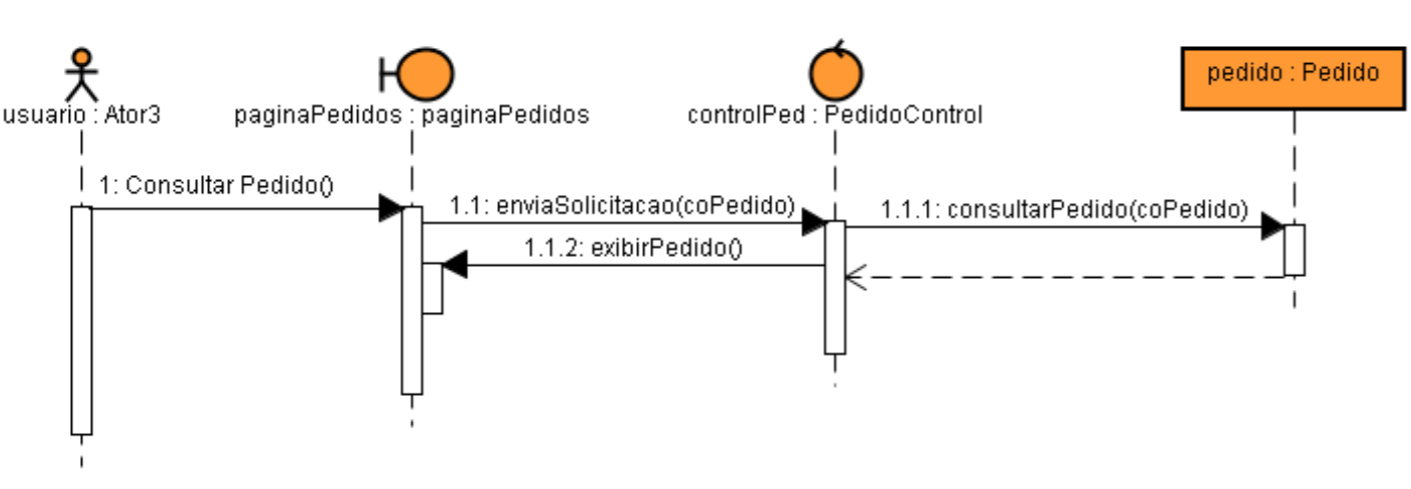 usuario : Ator3
paginaPedidos : paginaPedidos
controlPed : PedidoControl
pedido : Pedido
1: Consultar Pedido()
1.1: enviaSolicitacao(coPedido)
1.1.1: consultarPedido(coPedido)
1.1.2: exibirPedido()